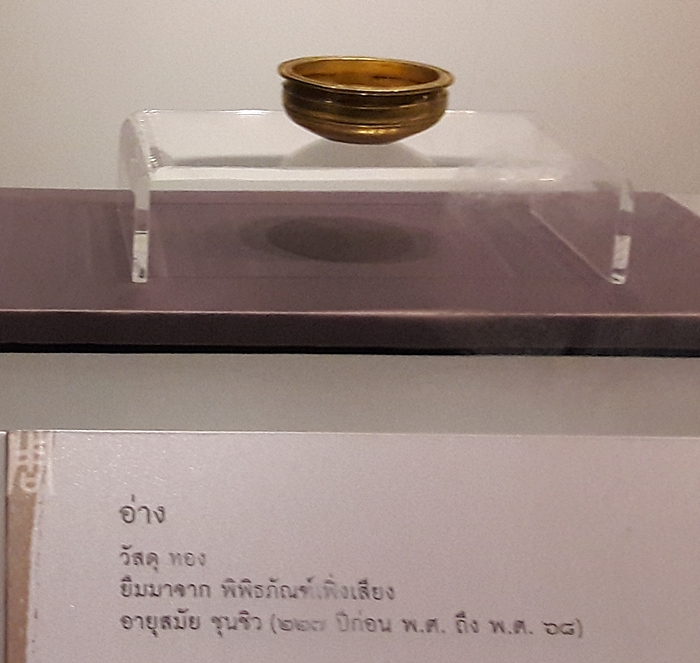 อ่าง
วัสดุ ทอง
ยืมมาจาก พิพิธภัณฑ์เฟิ่งเสียง
อายุสมัย ชุนชิว (๒๒๗ ปีก่อน พ.ศ. ถึง พ.ศ. ๖๘)